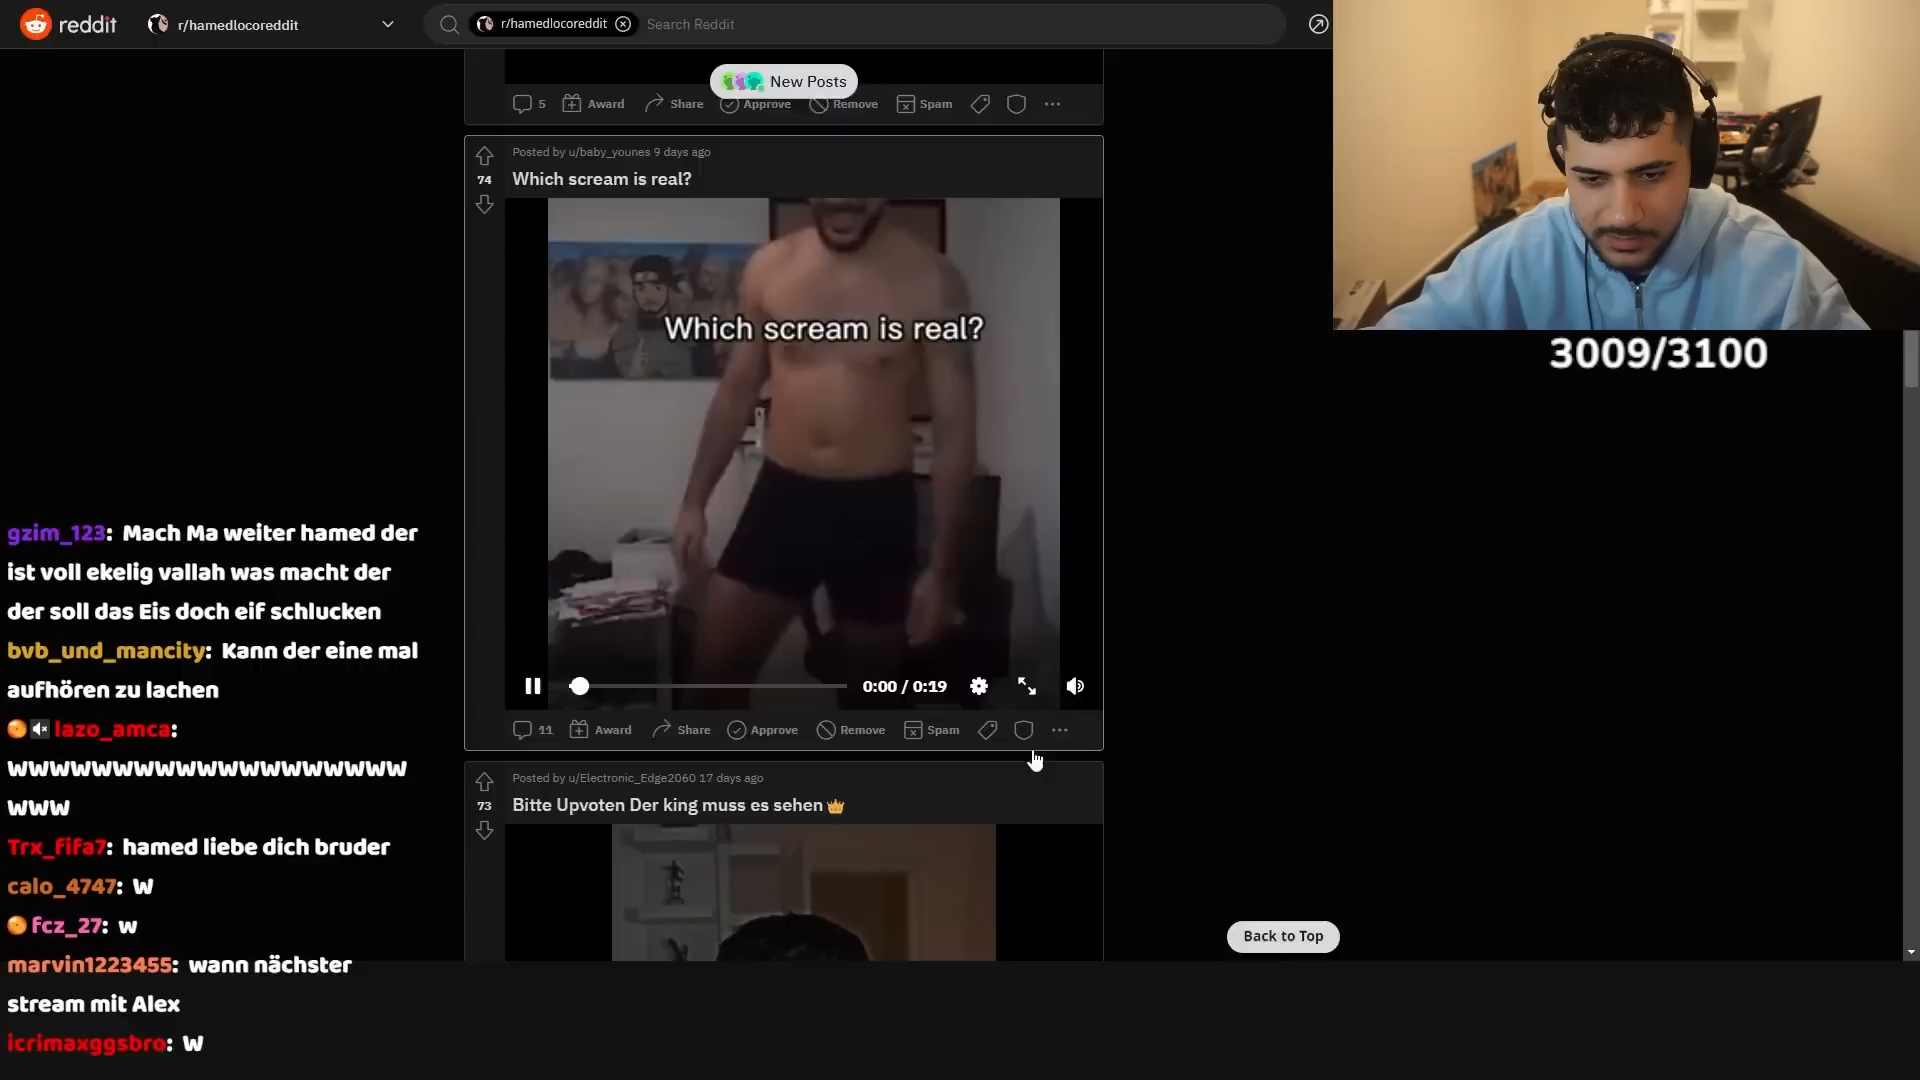 reddit
r/hamedlocoreddit
r/hamedlocoreddit
Search Reddit
New Posts
5 Award Share Approve Remove Spam
Posted by u/baby_younes 9 days ago
74
Which scream is real?
Which scream is real?
0:00 / 0:19
11 Award Share Approve Remove Spam
Posted by u/Electronic_Edge2060 17 days ago
73
Bitte Upvoten Der king muss es sehen
3009/3100
Back to Top
gzim_123: Mach Ma weiter hamed der
ist voll ekelig vallah was macht der
der soll das Eis doch eif schlucken
bvb_und_mancity: Kann der eine mal
aufhören zu lachen
lazo_amca:
WWWWWWWWWWWWWWWWWWW
WWW
Trx_fifa7: hamed liebe dich bruder
calo_4747: W
fcz_27: w
marvin1223455: wann nächster
stream mit Alex
icrimaxggsbro: W